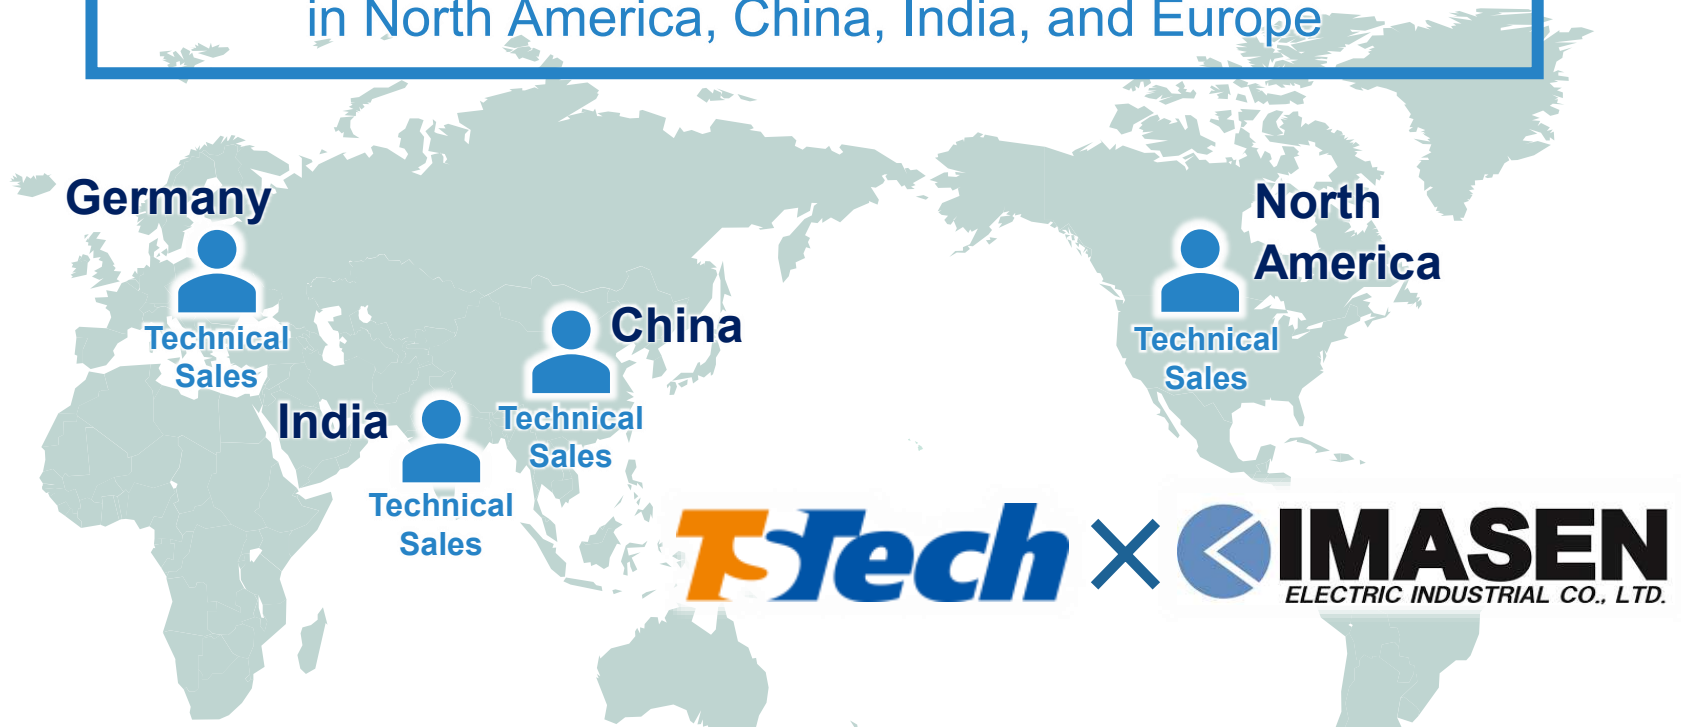 in North America, China, India, and Europe
Germany
Technical
Sales
India
Technical
Sales
China
Technical
Sales
North
America
Technical
Sales
TSTech × IMASEN
ELECTRIC INDUSTRIAL CO., LTD.